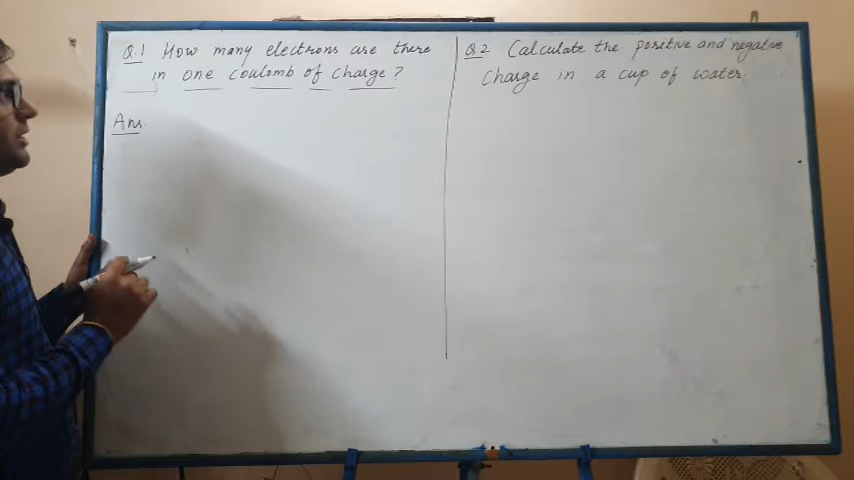 Q.1 How many electrons are there
in one coulomb of charge?
Ans.
Q.2 Calculate the positive and negative
charge in a cup of water.